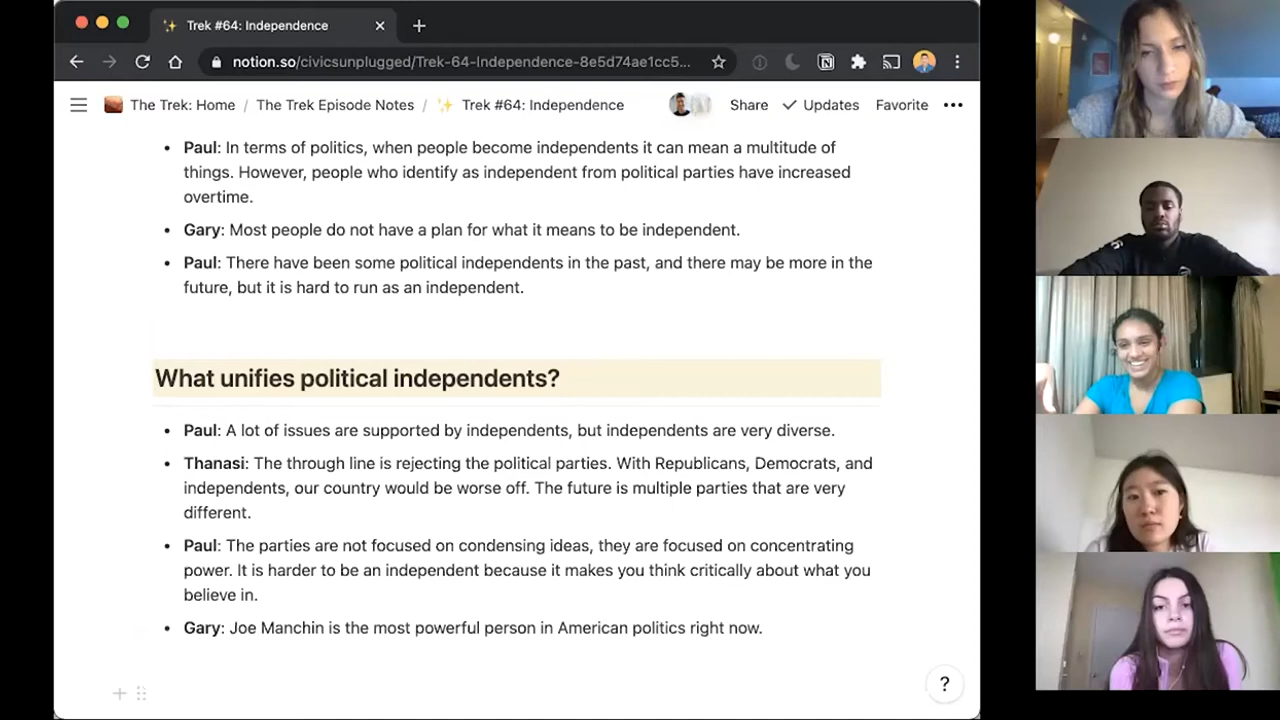 Trek #64: Independence
notion.so/civicsunplugged/Trek-64-Independence-8e5d74ae1cc5...
The Trek: Home / The Trek Episode Notes / Trek #64: Independence Share Updates Favorite
Paul: In terms of politics, when people become independents it can mean a multitude of
things. However, people who identify as independent from political parties have increased
overtime.
Gary: Most people do not have a plan for what it means to be independent.
Paul: There have been some political independents in the past, and there may be more in the
future, but it is hard to run as an independent.
What unifies political independents?
Paul: A lot of issues are supported by independents, but independents are very diverse.
Thanasi: The through line is rejecting the political parties. With Republicans, Democrats, and
independents, our country would be worse off. The future is multiple parties that are very
different.
Paul: The parties are not focused on condensing ideas, they are focused on concentrating
power. It is harder to be an independent because it makes you think critically about what you
believe in.
Gary: Joe Manchin is the most powerful person in American politics right now.
?